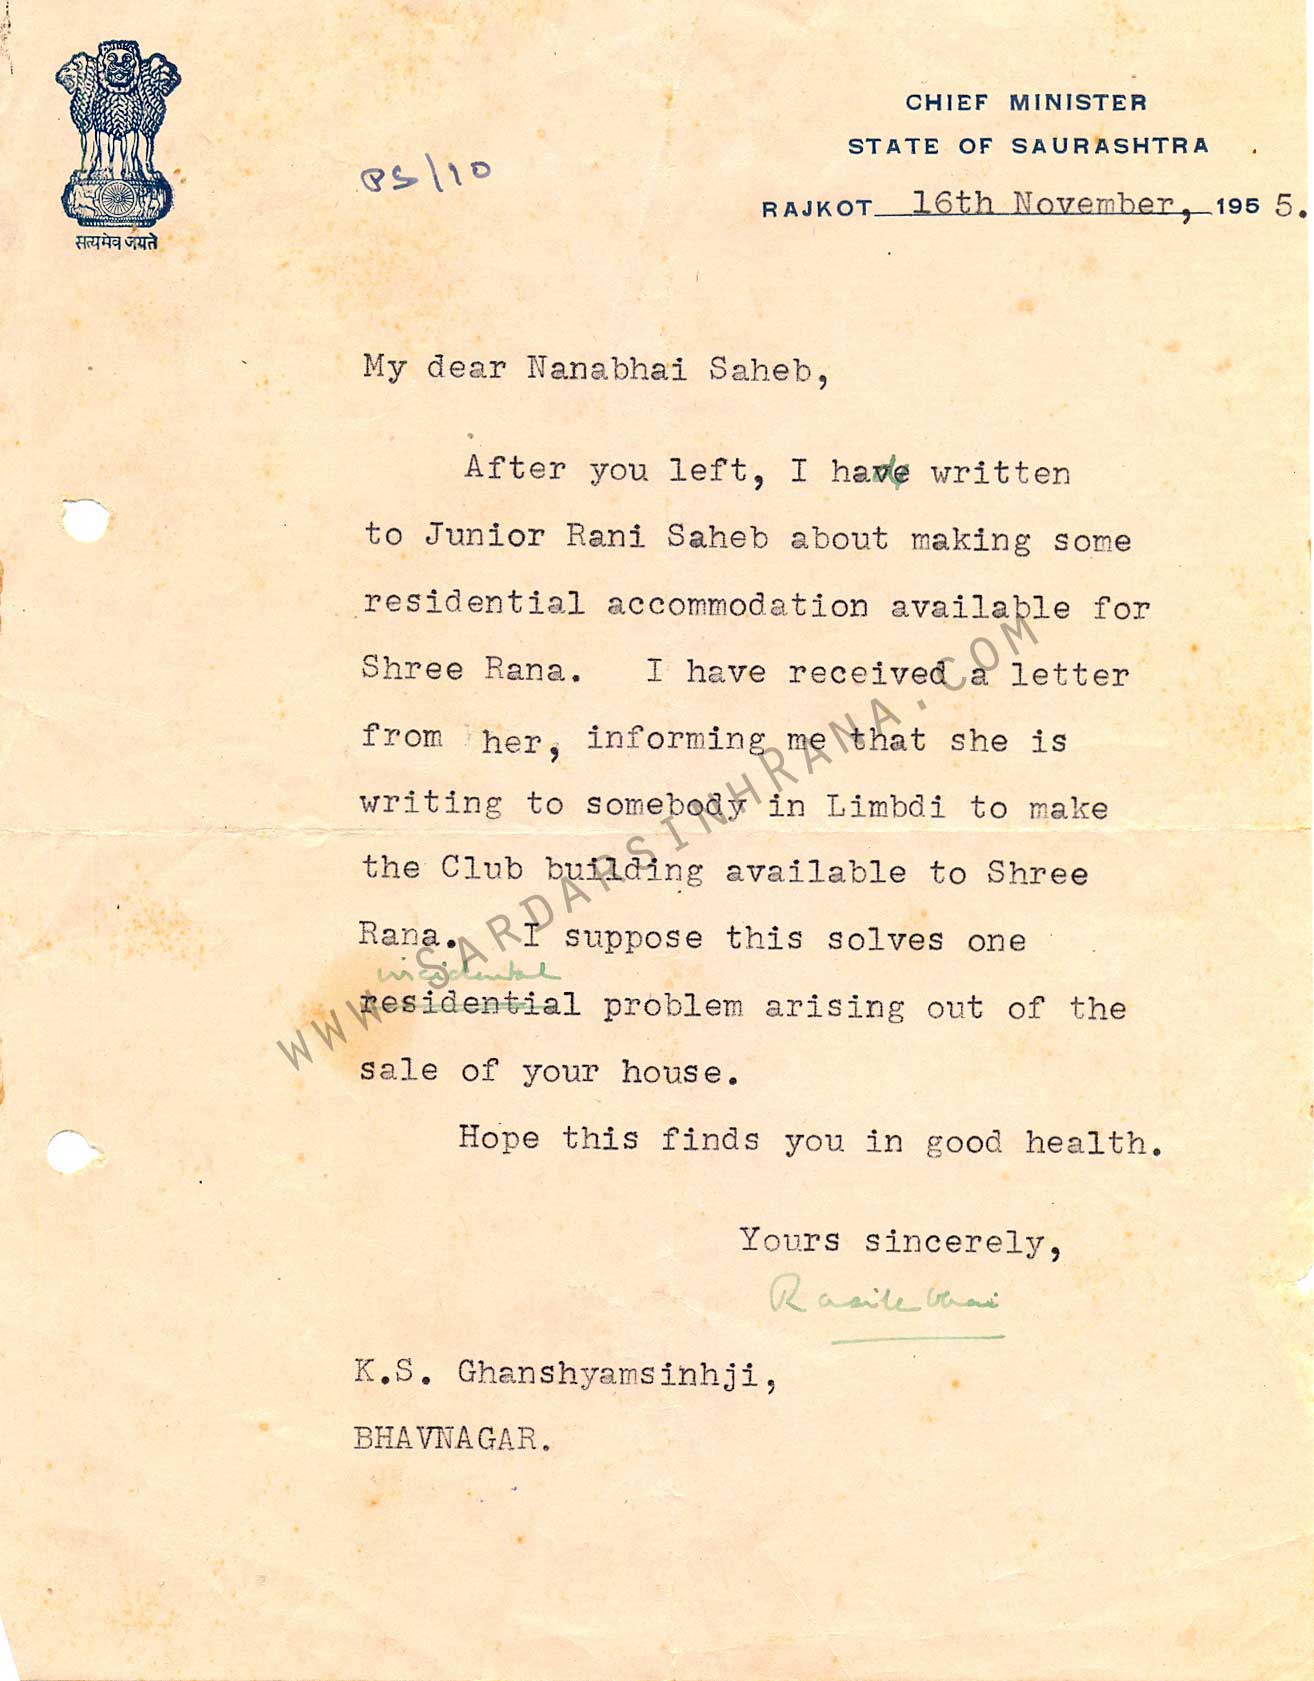 CHIEF MINISTER
STATE OF SAURASHTRA
PS/10
RAJKOT 16th November, 1955.
सत्यमेव जयते
My dear Nanabhai Saheb,
After you left, I have written
to Junior Rani Saheb about making some
residential accommodation available for
Shree Rana. I have received a letter
from her, informing me that she is
writing to somebody in Limbdi to make
the Club building available to Shree
Rana. I suppose this solves one
incidental
residential problem arising out of the
sale of your house.
Hope this finds you in good health.
Yours sincerely,
Rasikbhai
K.S. Ghanshyamsinhji,
BHAVNAGAR.
WWW.SARDARSINHRANA.COM